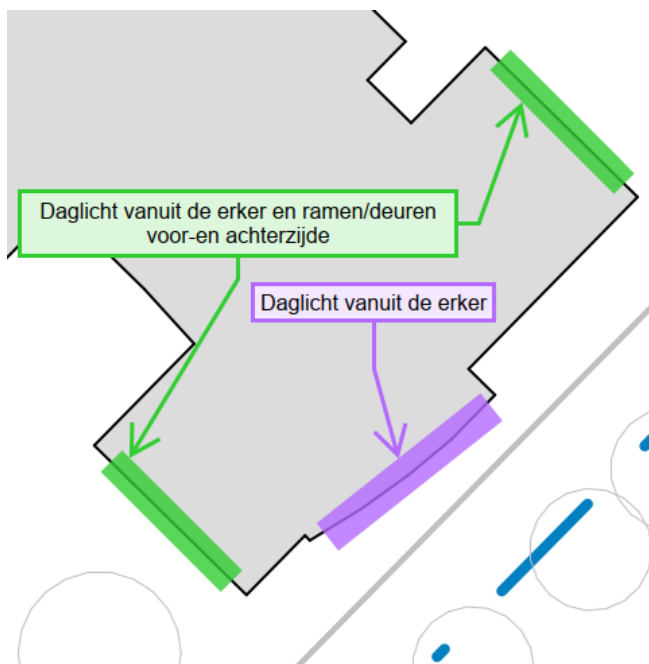 Daglicht vanuit de erker en ramen/deuren
voor-en achterzijde
Daglicht vanuit de erker